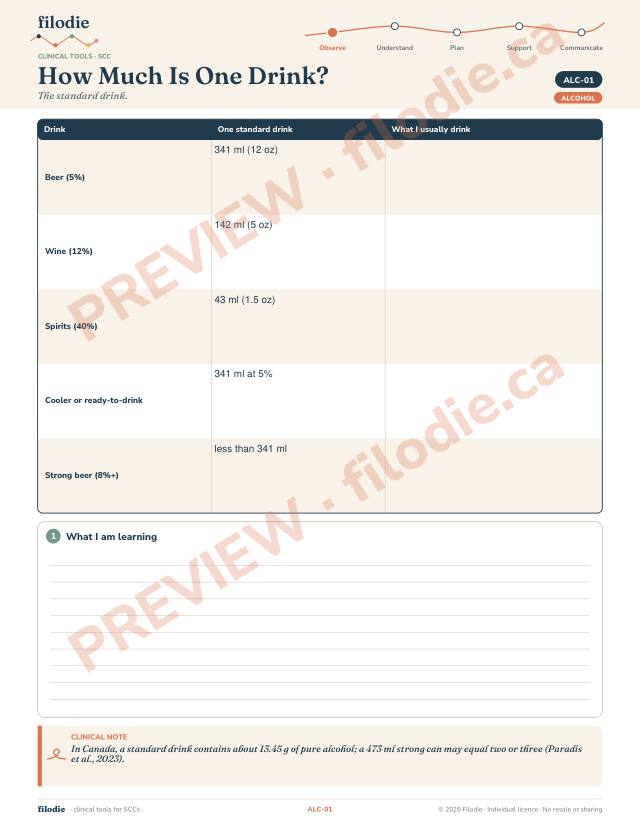 filodie
CLINICAL TOOLS · SCC
Observe Understand Plan Support Communicate
How Much Is One Drink?
The standard drink.
ALC-01
ALCOHOL
Drink One standard drink What I usually drink
Beer (5%) 341 ml (12 oz)
Wine (12%) 142 ml (5 oz)
Spirits (40%) 43 ml (1.5 oz)
Cooler or ready-to-drink 341 ml at 5%
Strong beer (8%+) less than 341 ml
PREVIEW · filodie.ca
PREVIEW · filodie.ca
1 What I am learning
CLINICAL NOTE
In Canada, a standard drink contains about 13.45 g of pure alcohol; a 473 ml strong can may equal two or three (Paradis
et al., 2023).
filodie · clinical tools for SCCs ALC-01 © 2026 Filodie · Individual licence · No resale or sharing